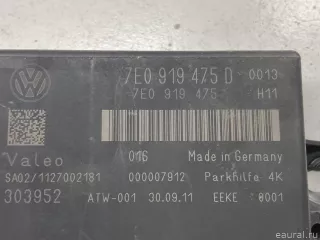 7E0 919 475 D 0013
7E0 919 475 H11
Valeo 016 Made in Germany
SA02/1127002181 000007912 Parkhilfe 4K
303952 ATW-001 30.09.11 EEKE 0001
eaural.ru